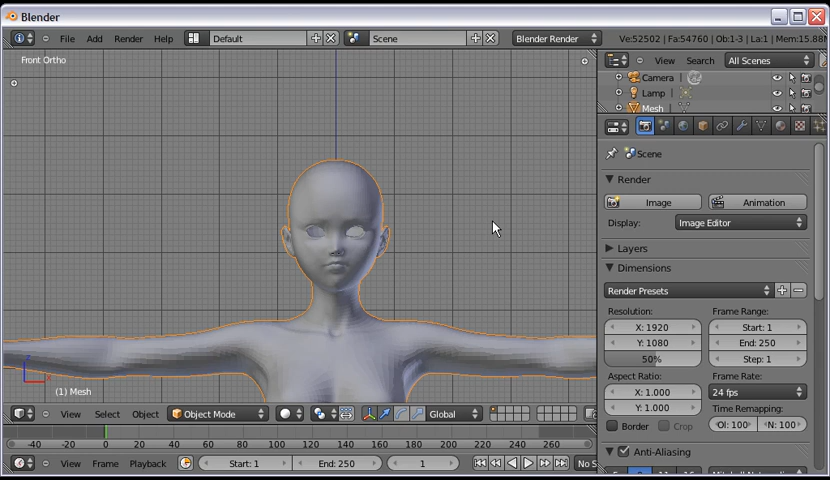 Blender
File Add Render Help Default Scene Blender Render Ve:52502 | Fa:54760 | Ob:1-3 | La:1 | Mem:15.88
Front Ortho
View Search All Scenes
Camera
Lamp
Mesh
Scene
Render
Image Animation
Display: Image Editor
Layers
Dimensions
Render Presets
Resolution: Frame Range:
X: 1920 Start: 1
Y: 1080 End: 250
50% Step: 1
Aspect Ratio: Frame Rate:
X: 1.000 24 fps
Y: 1.000 Time Remapping:
Border Crop :Ol: 100 N: 100
Anti-Aliasing
z
x
(1) Mesh
View Select Object Object Mode Global
-40 -20 0 20 40 60 80 100 120 140 160 180 200 220 240 260
View Frame Playback Start: 1 End: 250 1 No S